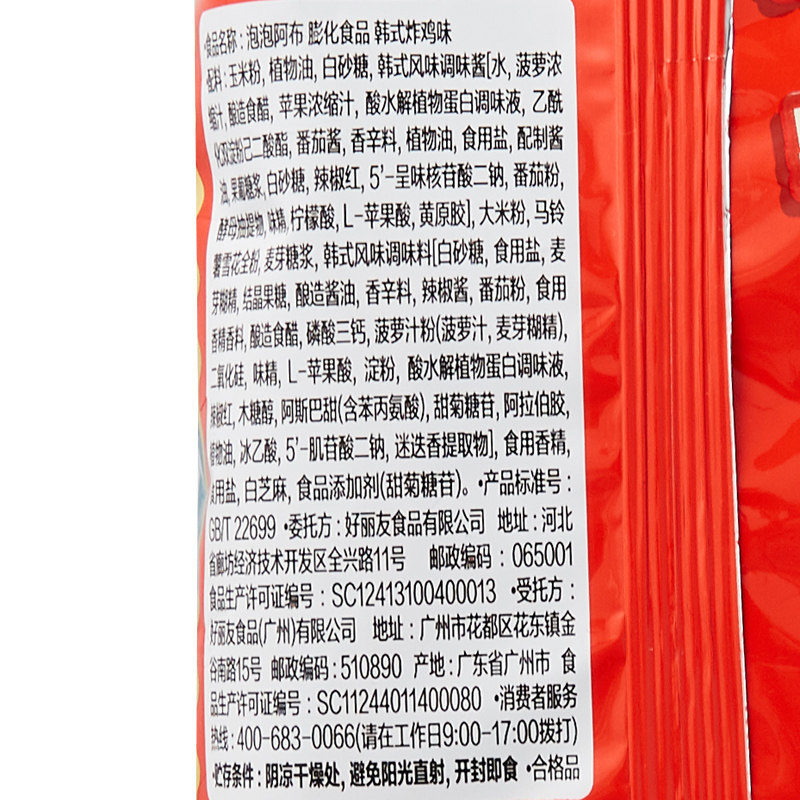 ·食品名称：泡泡阿布 膨化食品 韩式炸鸡味
·配料：玉米粉, 植物油, 白砂糖, 韩式风味调味酱[水, 菠萝浓
缩汁, 酿造食醋, 苹果浓缩汁, 酸水解植物蛋白调味液, 乙酰
化双淀粉己二酸酯, 番茄酱, 香辛料, 植物油, 食用盐, 配制酱
油, 果葡糖浆, 白砂糖, 辣椒红, 5’-呈味核苷酸二钠, 番茄粉,
酵母抽提物, 味精, 柠檬酸, L-苹果酸, 黄原胶], 大米粉, 马铃
薯雪花全粉, 麦芽糖浆, 韩式风味调味料[白砂糖, 食用盐, 麦
芽糊精, 结晶果糖, 酿造酱油, 香辛料, 辣椒酱, 番茄粉, 食用
香精香料, 酿造食醋, 磷酸三钙, 菠萝汁粉(菠萝汁, 麦芽糊精),
二氧化硅, 味精, L-苹果酸, 淀粉, 酸水解植物蛋白调味液,
辣椒红, 木糖醇, 阿斯巴甜(含苯丙氨酸), 甜菊糖苷, 阿拉伯胶,
植物油, 冰乙酸, 5’-肌苷酸二钠, 迷迭香提取物], 食用香精,
食用盐, 白芝麻, 食品添加剂(甜菊糖苷)。·产品标准号：
GB/T 22699 ·委托方：好丽友食品有限公司 地址：河北
省廊坊经济技术开发区全兴路11号 邮政编码：065001
食品生产许可证编号：SC12413100400013 ·受托方：
好丽友食品(广州)有限公司 地址：广州市花都区花东镇金
谷南路15号 邮政编码：510890 产地：广东省广州市 食
品生产许可证编号：SC11244011400080 ·消费者服务
热线：400-683-0066(请在工作日9:00-17:00拨打)
·贮存条件：阴凉干燥处, 避免阳光直射, 开封即食 ·合格品